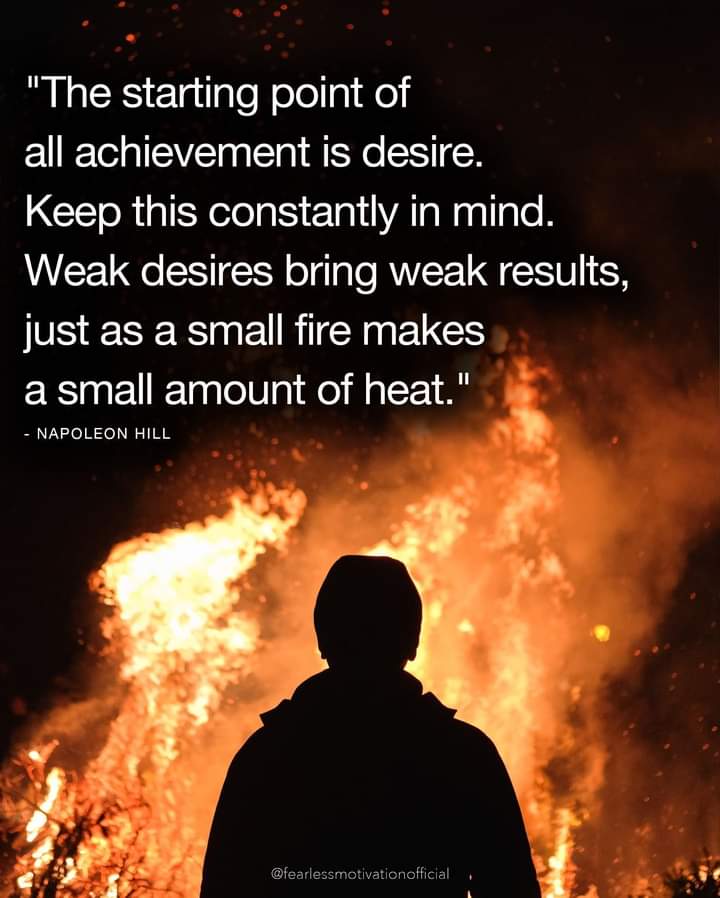 "The starting point of
all achievement is desire.
Keep this constantly in mind.
Weak desires bring weak results,
just as a small fire makes
a small amount of heat."
- NAPOLEON HILL
@fearlessmotivationofficial